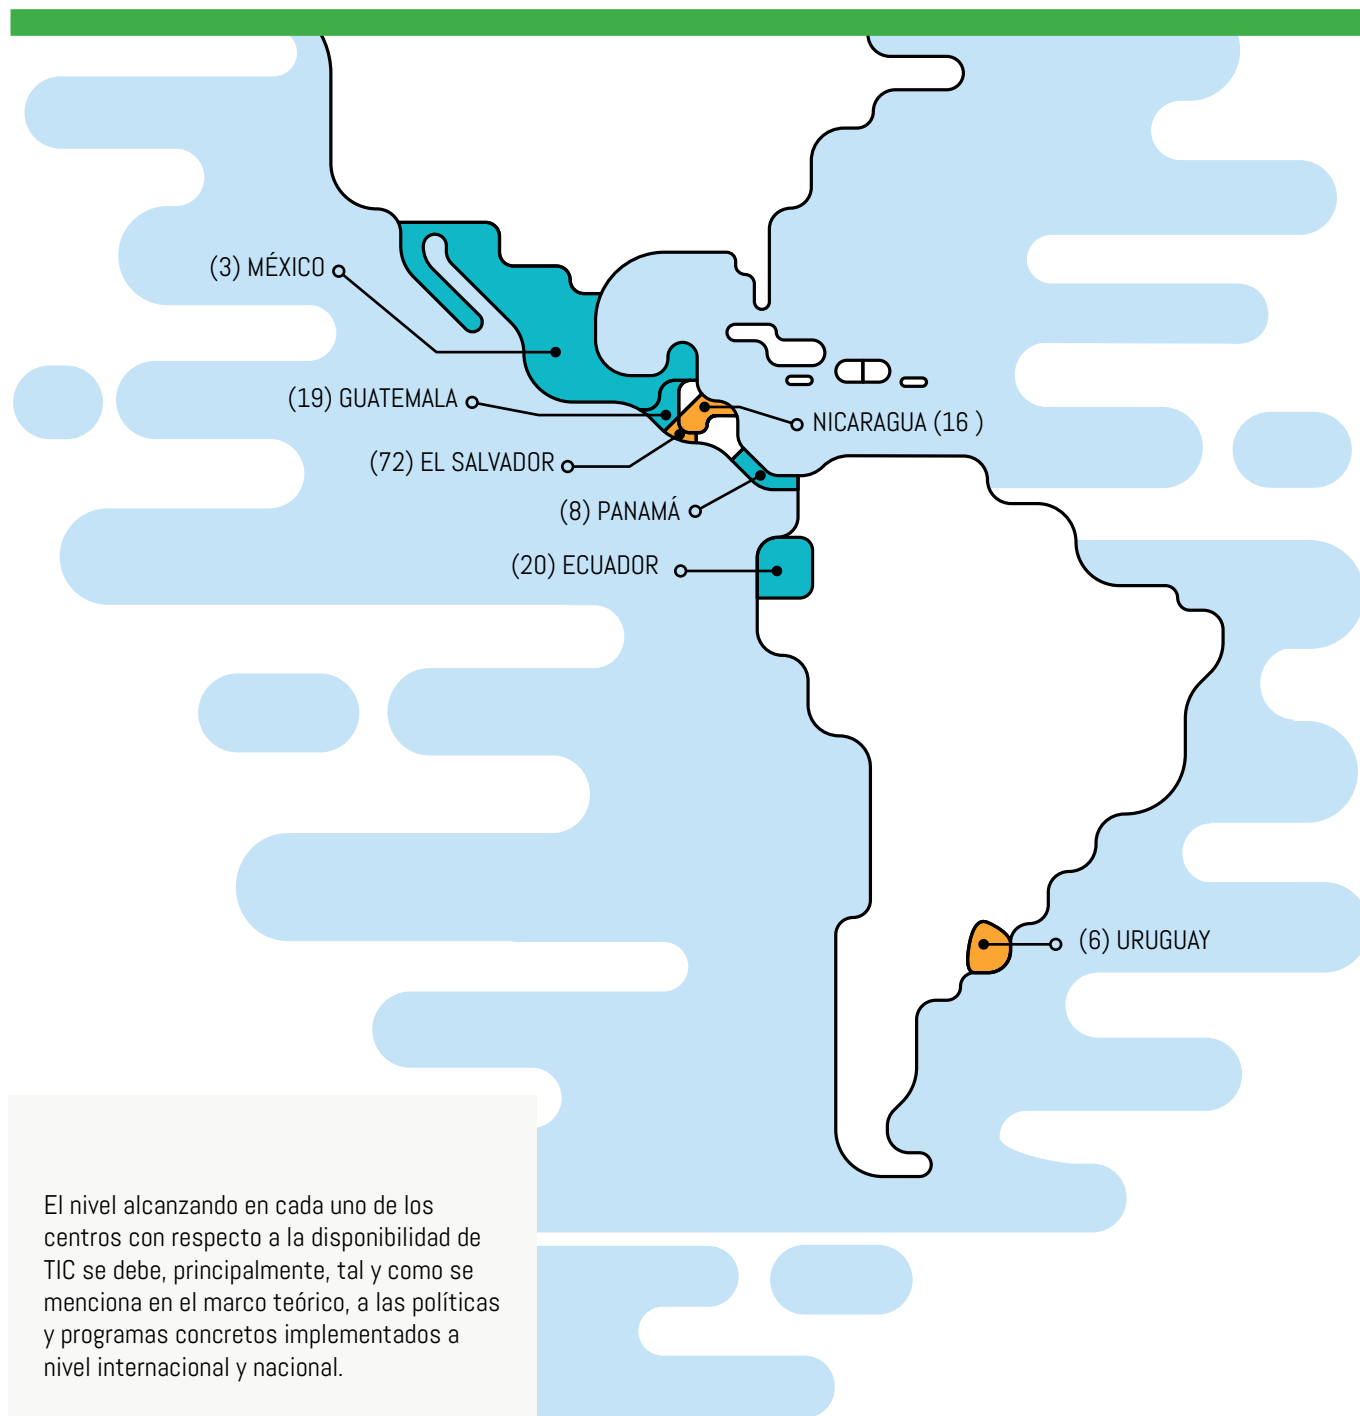 (3) MÉXICO
(19) GUATEMALA
NICARAGUA (16 )
(72) EL SALVADOR
(8) PANAMÁ
(20) ECUADOR
(6) URUGUAY
El nivel alcanzando en cada uno de los
centros con respecto a la disponibilidad de
TIC se debe, principalmente, tal y como se
menciona en el marco teórico, a las políticas
y programas concretos implementados a
nivel internacional y nacional.